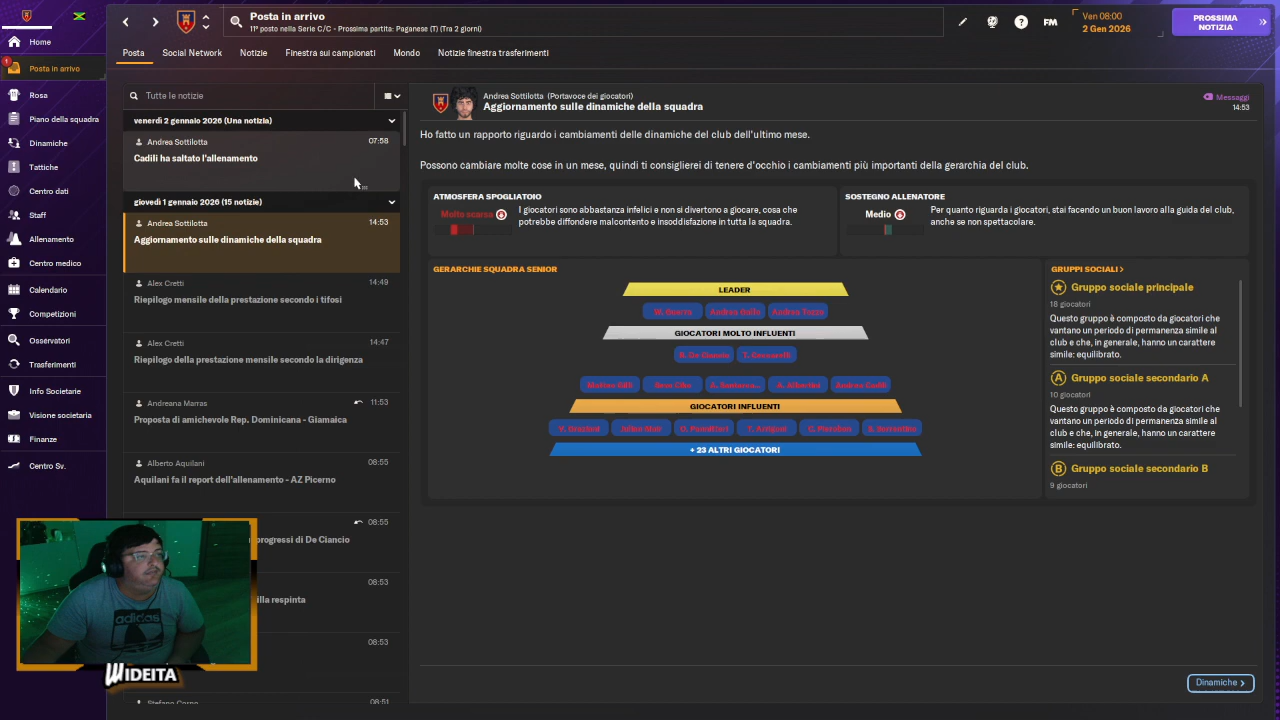 Posta in arrivo
11° posto nella Serie C/C - Prossima partita: Paganese (T) (Tra 2 giorni)
Ven 08:00
2 Gen 2026
PROSSIMA
NOTIZIA
FM
Home
Posta in arrivo
1
Rosa
Piano della squadra
Dinamiche
Tattiche
Centro dati
Staff
Allenamento
Centro medico
Calendario
Competizioni
Osservatori
Trasferimenti
Info Societarie
Visione societaria
Finanze
Centro Sv.
Posta
Social Network
Notizie
Finestra sui campionati
Mondo
Notizie finestra trasferimenti
Tutte le notizie
venerdì 2 gennaio 2026 (Una notizia)
Andrea Sottilotta
07:58
Cadili ha saltato l'allenamento
giovedì 1 gennaio 2026 (15 notizie)
Andrea Sottilotta
14:53
Aggiornamento sulle dinamiche della squadra
Alex Cretti
14:49
Riepilogo mensile della prestazione secondo i tifosi
Alex Cretti
14:47
Riepilogo della prestazione mensile secondo la dirigenza
Andreana Marras
11:53
Proposta di amichevole Rep. Dominicana - Giamaica
Alberto Aquilani
08:55
Aquilani fa il report dell'allenamento - AZ Picerno
08:55
progressi di De Ciancio
08:53
illa respinta
08:53
08:51
Andrea Sottilotta (Portavoce dei giocatori)
Aggiornamento sulle dinamiche della squadra
Messaggi
14:53
Ho fatto un rapporto riguardo i cambiamenti delle dinamiche del club dell'ultimo mese.
Possono cambiare molte cose in un mese, quindi ti consiglierei di tenere d'occhio i cambiamenti più importanti della gerarchia del club.
ATMOSFERA SPOGLIATOIO
Molto scarsa
I giocatori sono abbastanza infelici e non si divertono a giocare, cosa che
potrebbe diffondere malcontento e insoddisfazione in tutta la squadra.
SOSTEGNO ALLENATORE
Medio
Per quanto riguarda i giocatori, stai facendo un buon lavoro alla guida del club,
anche se non spettacolare.
GERARCHIE SQUADRA SENIOR
LEADER
GIOCATORI MOLTO INFLUENTI
R. De Ciancio
GIOCATORI INFLUENTI
+ 23 ALTRI GIOCATORI
GRUPPI SOCIALI
Gruppo sociale principale
18 giocatori
Questo gruppo è composto da giocatori che
vantano un periodo di permanenza simile al
club e che, in generale, hanno un carattere
simile: equilibrato.
A Gruppo sociale secondario A
10 giocatori
Questo gruppo è composto da giocatori che
vantano un periodo di permanenza simile al
club e che, in generale, hanno un carattere
simile: equilibrato.
B Gruppo sociale secondario B
9 giocatori
Dinamiche
adidas
WIDEITA